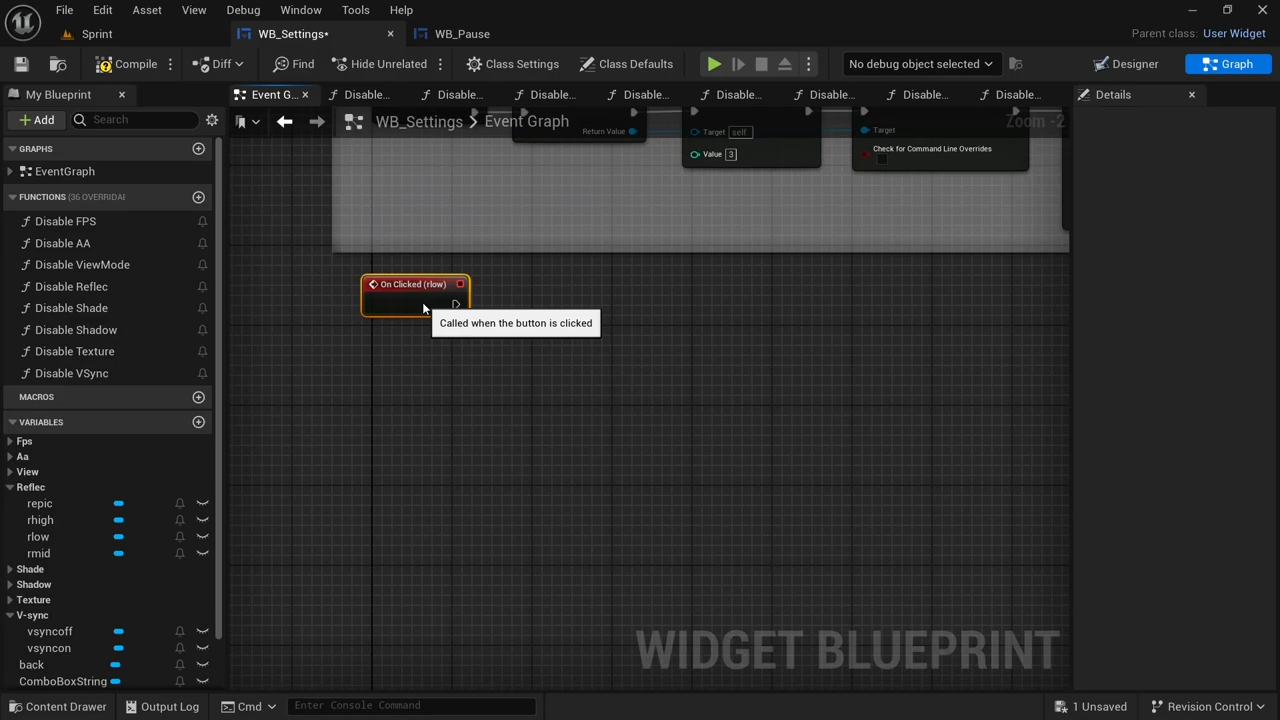 File Edit Asset View Debug Window Tools Help
Sprint WB_Settings* WB_Pause Parent class: User Widget
Compile Diff Find Hide Unrelated Class Settings Class Defaults No debug object selected Designer Graph
My Blueprint Event G... Disable... Disable... Disable... Disable... Disable... Disable... Disable... Disable... Details
Add Search WB_Settings > Event Graph Zoom -2
Return Value Target self Target
Value 3 Check for Command Line Overrides
GRAPHS
EventGraph
FUNCTIONS (36 OVERRIDAI
Disable FPS
Disable AA
Disable ViewMode
Disable Reflec
Disable Shade
Disable Shadow
Disable Texture
Disable VSync
On Clicked (rlow)
Called when the button is clicked
MACROS
VARIABLES
Fps
Aa
View
Reflec
repic
rhigh
rlow
rmid
Shade
Shadow
Texture
V-sync
vsyncoff
vsyncon
back
ComboBoxString
WIDGET BLUEPRINT
Content Drawer Output Log Cmd Enter Console Command 1 Unsaved Revision Control